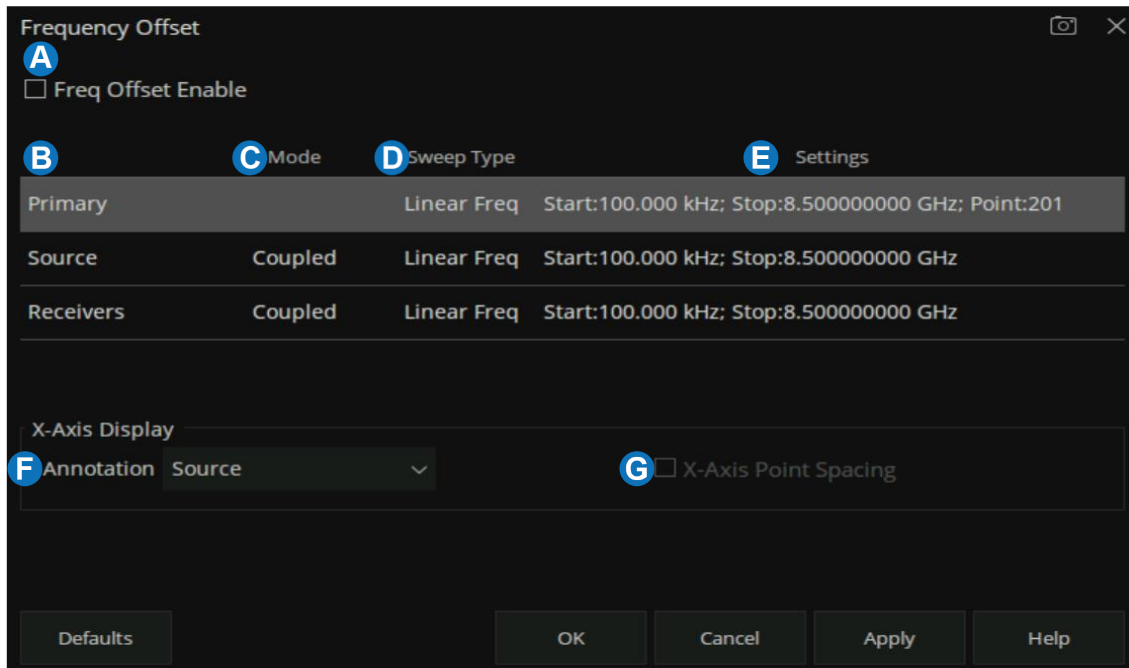 Frequency Offset
A
Freq Offset Enable
B C Mode D Sweep Type E Settings
Primary Linear Freq Start:100.000 kHz; Stop:8.500000000 GHz; Point:201
Source Coupled Linear Freq Start:100.000 kHz; Stop:8.500000000 GHz
Receivers Coupled Linear Freq Start:100.000 kHz; Stop:8.500000000 GHz
X-Axis Display
F Annotation Source G X-Axis Point Spacing
Defaults OK Cancel Apply Help